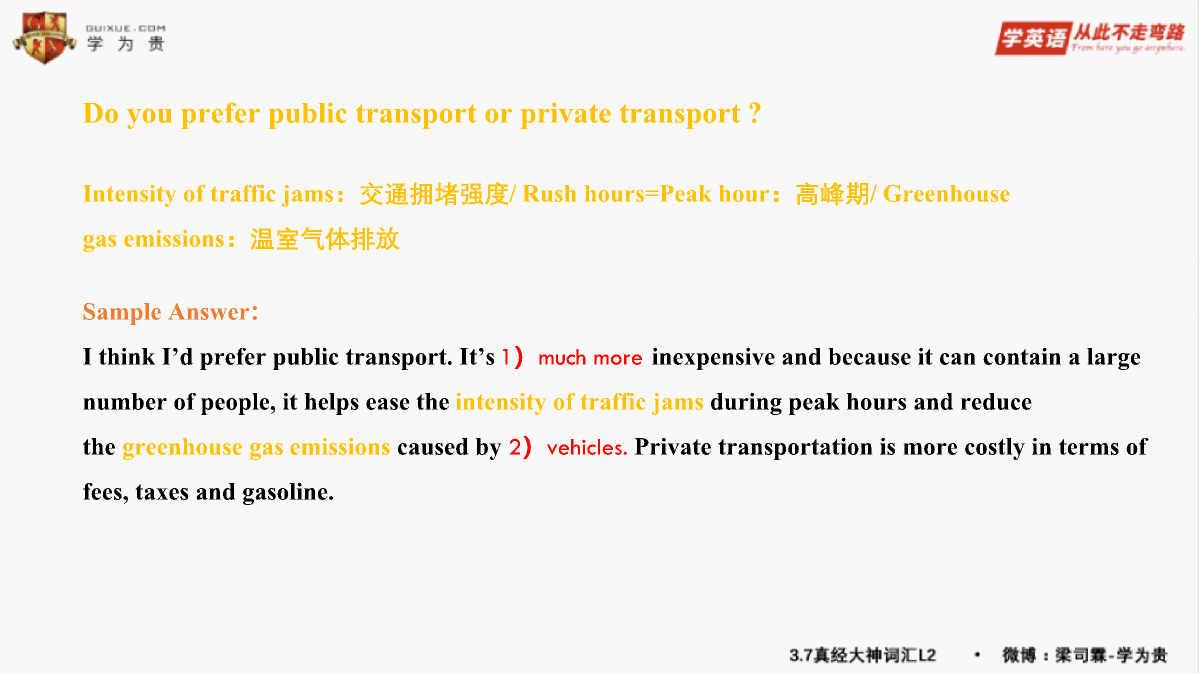 GUIXUE.COM
学为贵
学英语 从此不走弯路
From here you go anywhere.
Do you prefer public transport or private transport ?
Intensity of traffic jams：交通拥堵强度/ Rush hours=Peak hour：高峰期/ Greenhouse
gas emissions：温室气体排放
Sample Answer：
I think I’d prefer public transport. It’s 1）much more inexpensive and because it can contain a large
number of people, it helps ease the intensity of traffic jams during peak hours and reduce
the greenhouse gas emissions caused by 2）vehicles. Private transportation is more costly in terms of
fees, taxes and gasoline.
3.7真经大神词汇L2 • 微博：梁司霖-学为贵